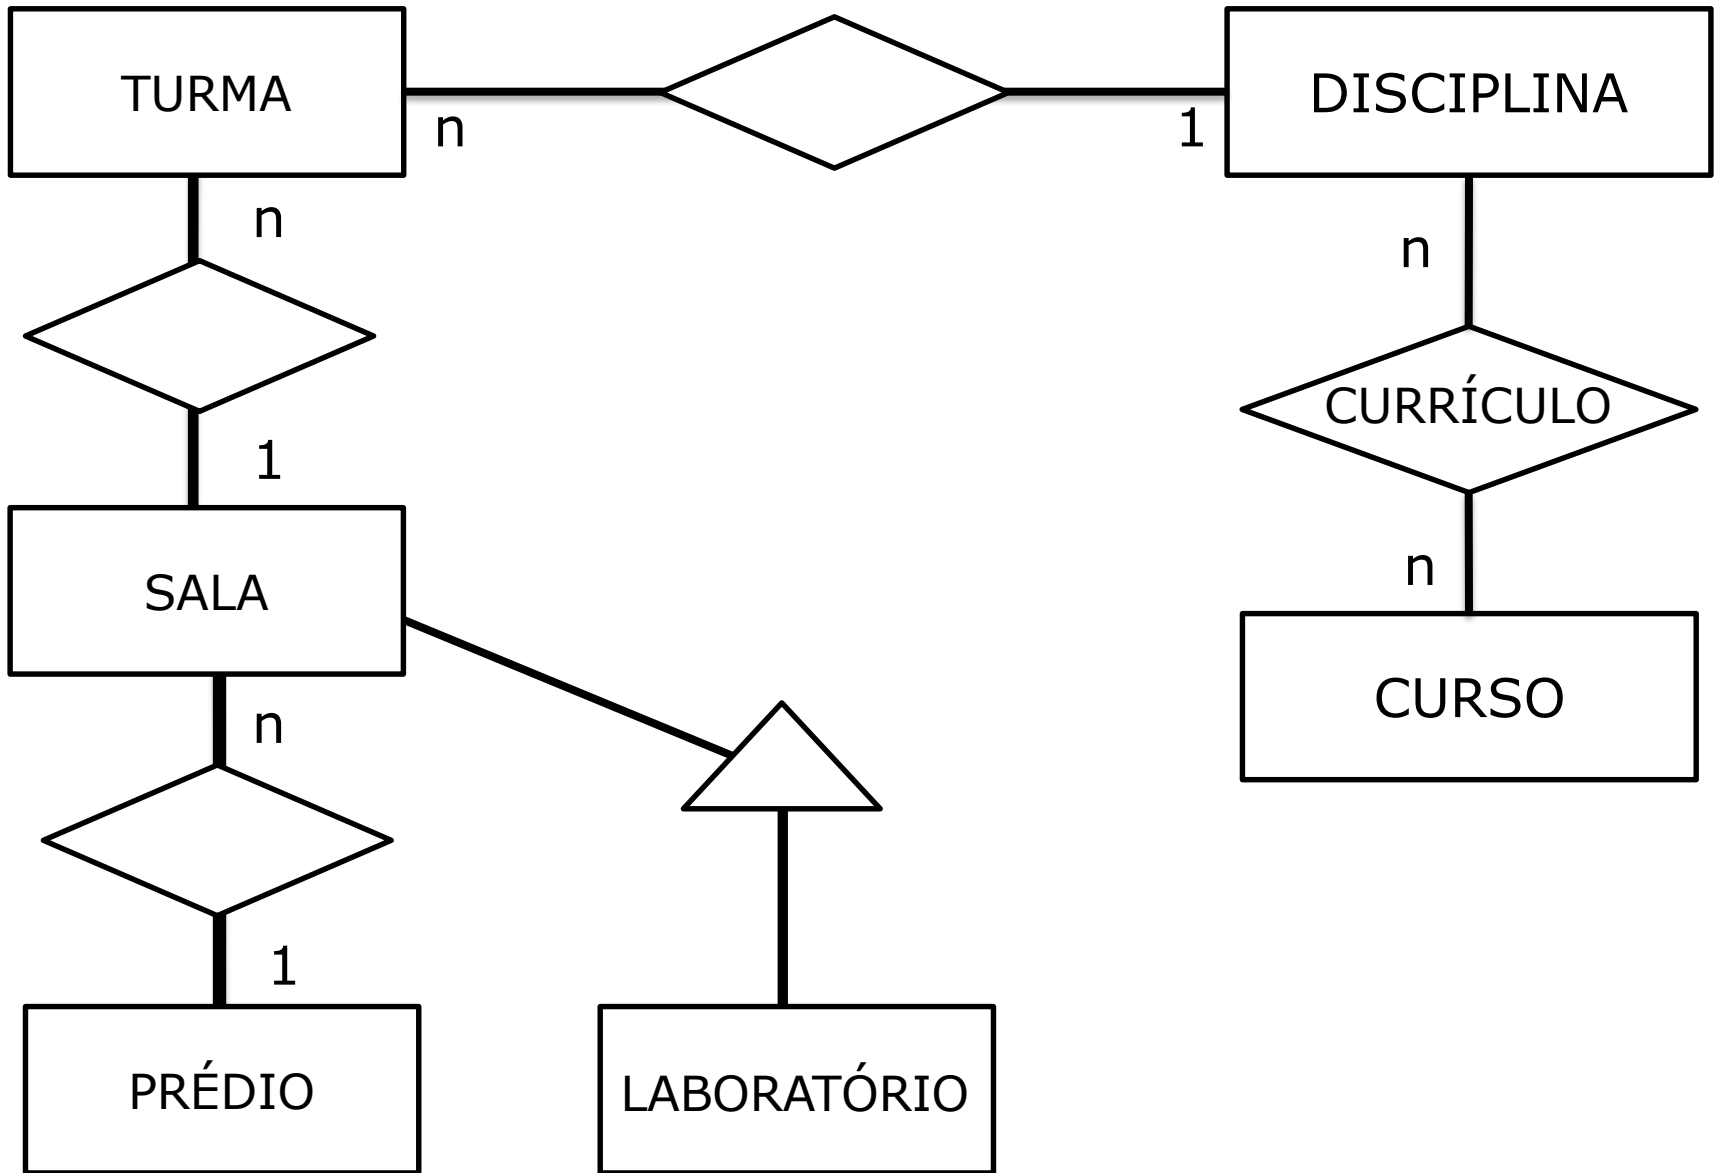 TURMA
DISCIPLINA
n
1
n
n
CURRÍCULO
1
n
SALA
CURSO
n
1
PRÉDIO
LABORATÓRIO